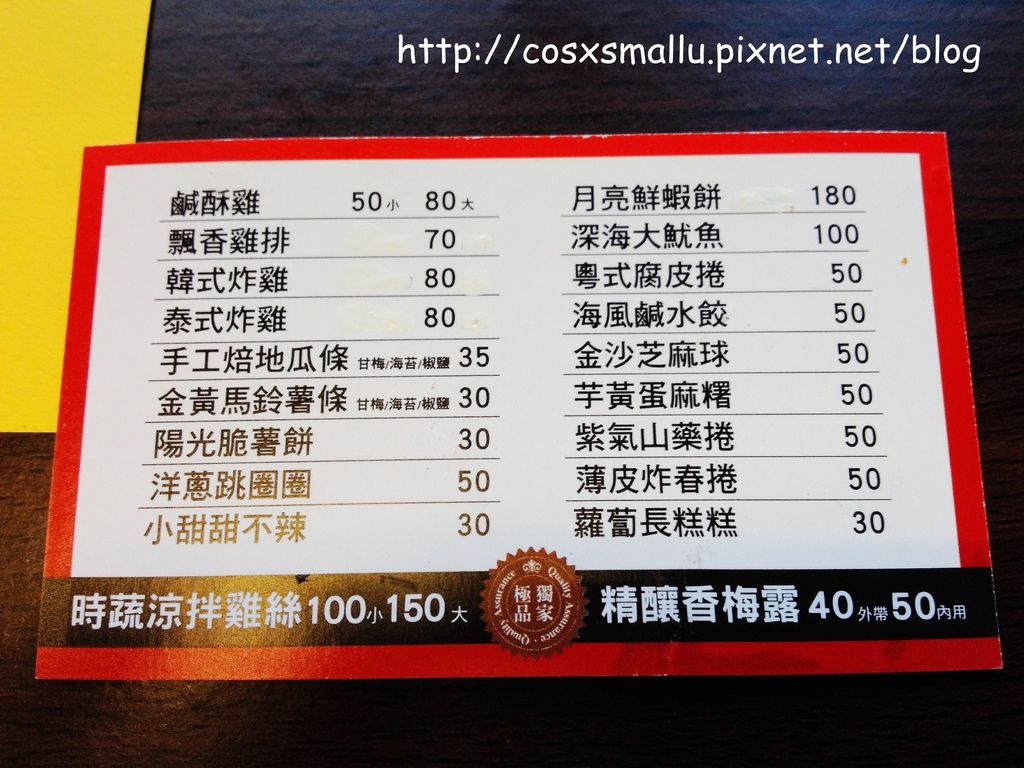 http://cosxsmallu.pixnet.net/blog
鹹酥雞 50小 80大
飄香雞排 70
韓式炸雞 80
泰式炸雞 80
手工焙地瓜條 甘梅/海苔/椒鹽 35
金黃馬鈴薯條 甘梅/海苔/椒鹽 30
陽光脆薯餅 30
洋蔥跳圈圈 50
小甜甜不辣 30
月亮鮮蝦餅 180
深海大魷魚 100
粵式腐皮捲 50
海風鹹水餃 50
金沙芝麻球 50
芋黃蛋麻糬 50
紫氣山藥捲 50
薄皮炸春捲 50
蘿蔔長糕糕 30
時蔬涼拌雞絲100小150大
Quality Assurance · Quality Assurance
獨家
極品
精釀香梅露 40外帶50內用